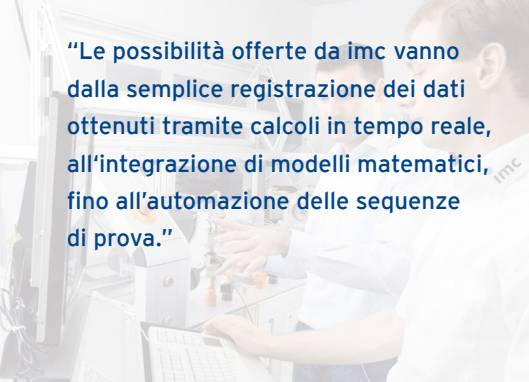 “Le possibilità offerte da imc vanno
dalla semplice registrazione dei dati
ottenuti tramite calcoli in tempo reale,
all‘integrazione di modelli matematici,
fino all’automazione delle sequenze
di prova.”
imc